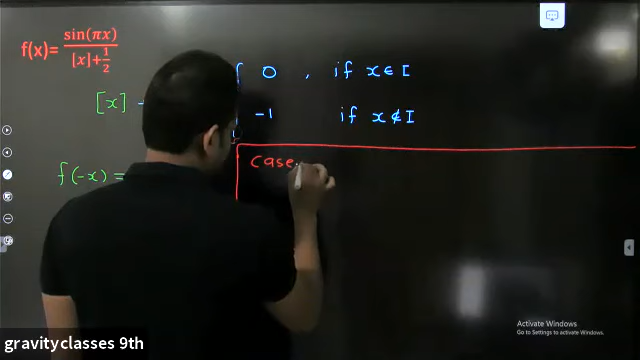 f(x)= sin(πx) / [x]+1/2
0 , if x∈I
[x]
-1 if x∉I
case
f(-x) =
Activate Windows
Go to Settings to activate Windows.
gravityclasses 9th